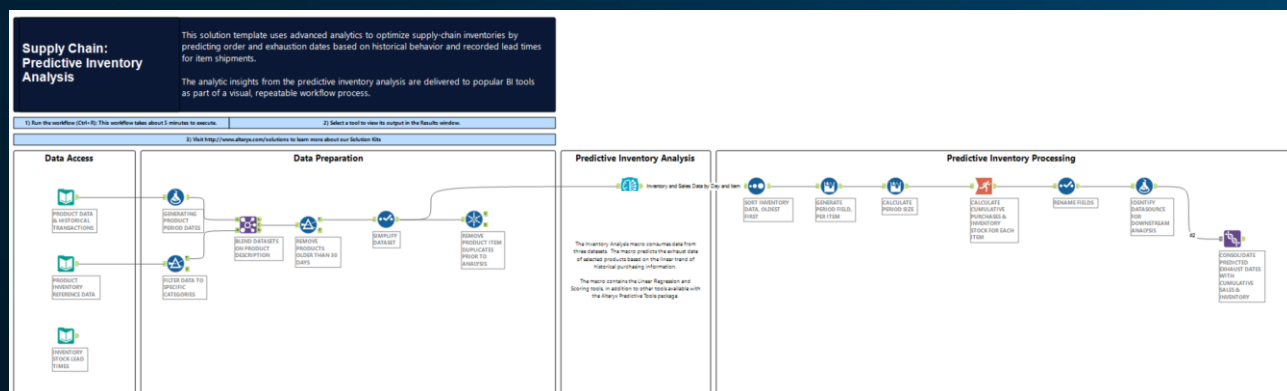 Supply Chain:
Predictive Inventory
Analysis
This solution template uses advanced analytics to optimize supply-chain inventories by
predicting order and exhaustion dates based on historical behavior and recorded lead times
for item shipments.
The analytic insights from the predictive inventory analysis are delivered to popular BI tools
as part of a visual, repeatable workflow process.
1) Run the workflow (Ctrl+R): This workflow takes about 5 minutes to execute.
2) Select a tool to view its output in the Results window.
3) Visit http://www.alteryx.com/solutions to learn more about our Solution Kits
Data Access
PRODUCT DATA
& HISTORICAL
TRANSACTIONS
PRODUCT
INVENTORY
REFERENCE DATA
INVENTORY
STOCK LEAD
TIMES
Data Preparation
GENERATING
PRODUCT
PERIOD DATES
FILTER DATA TO
SPECIFIC
CATEGORIES
BLEND DATASETS
ON PRODUCT
DESCRIPTION
REMOVE
PRODUCTS
OLDER THAN 30
DAYS
SIMPLIFY
DATASET
REMOVE
PRODUCT ITEM
DUPLICATES
PRIOR TO
ANALYSIS
Predictive Inventory Analysis
Inventory and Sales Data by Day and Item
The Inventory Analysis macro consumes data from
three datasets. The macro predicts the exhaust date
of selected products based on the linear trend of
historical purchasing information.
The macro contains the Linear Regression and
Scoring tools, in addition to other tools available with
the Alteryx Predictive Tools package.
Predictive Inventory Processing
SORT INVENTORY
DATA, OLDEST
FIRST
GENERATE
PERIOD FIELD,
PER ITEM
CALCULATE
PERIOD SIZE
CALCULATE
CUMULATIVE
PURCHASES &
INVENTORY
STOCK FOR EACH
ITEM
RENAME FIELDS
IDENTIFY
DATASOURCE
FOR
DOWNSTREAM
ANALYSIS
#2
CONSOLIDATE
PREDICTED
EXHAUST DATES
WITH
CUMULATIVE
SALES &
INVENTORY